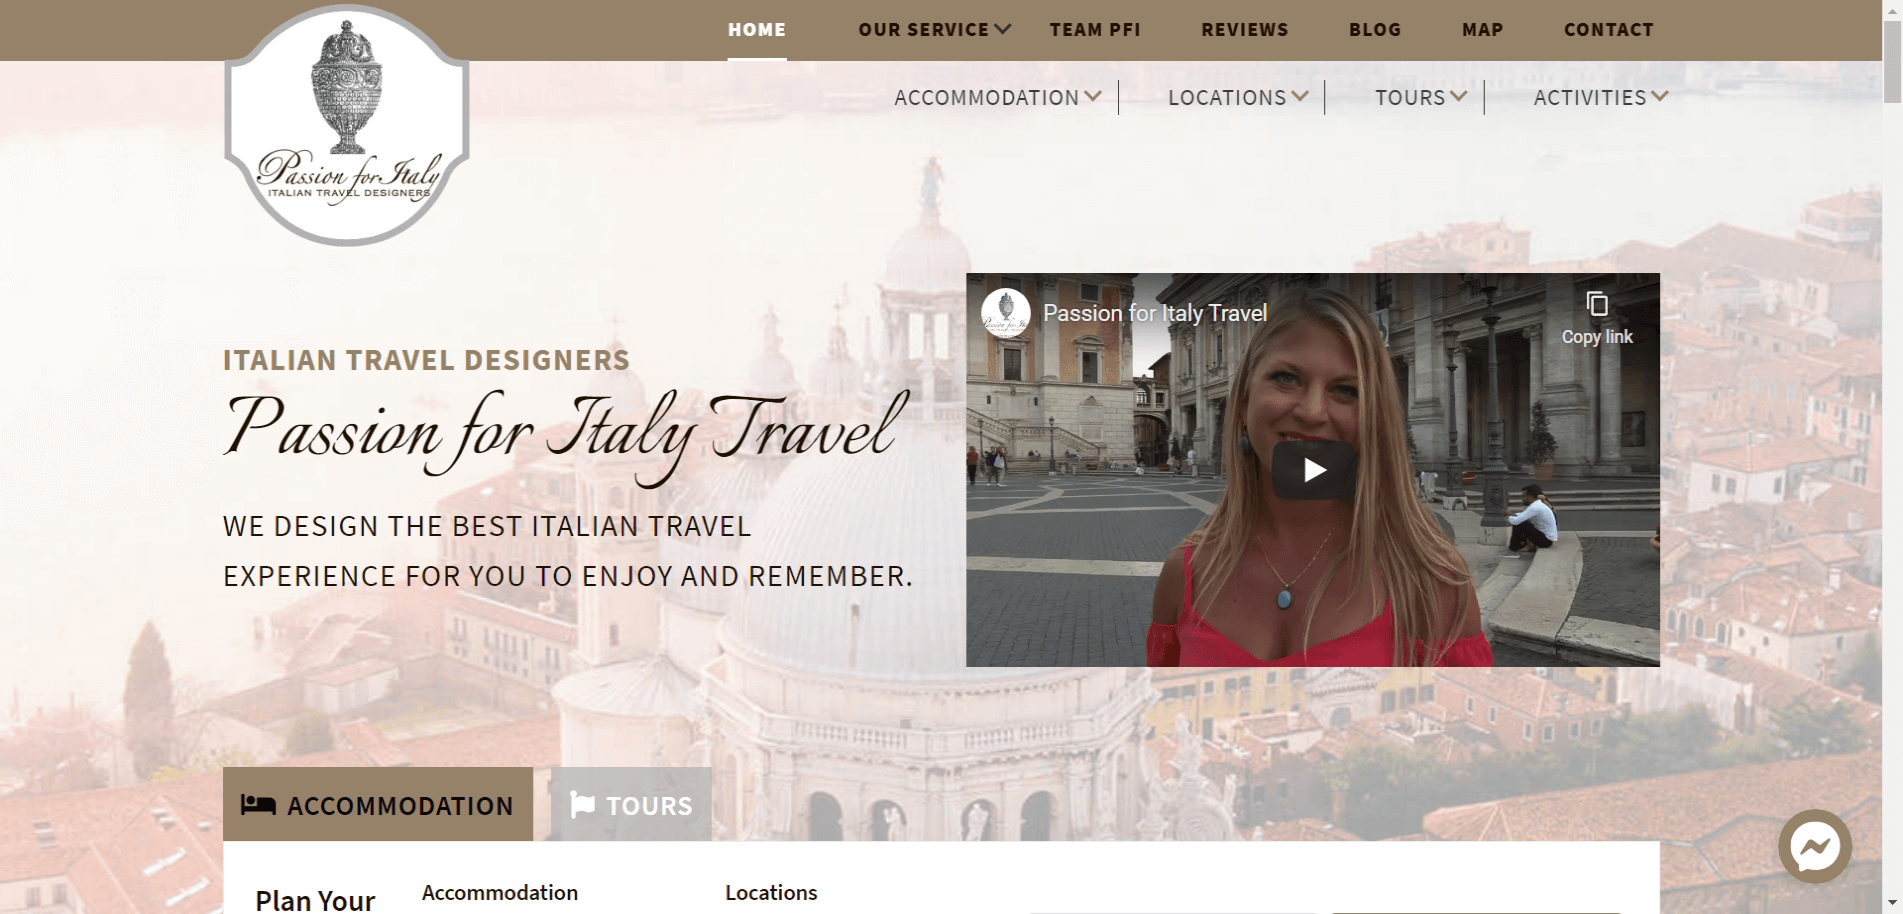 HOME
OUR SERVICE
TEAM PFI
REVIEWS
BLOG
MAP
CONTACT
Passion for Italy
ITALIAN TRAVEL DESIGNERS
ACCOMMODATION
LOCATIONS
TOURS
ACTIVITIES
ITALIAN TRAVEL DESIGNERS
Passion for Italy Travel
WE DESIGN THE BEST ITALIAN TRAVEL
EXPERIENCE FOR YOU TO ENJOY AND REMEMBER.
Passion for Italy Travel
Copy link
ACCOMMODATION
TOURS
Plan Your
Accommodation
Locations